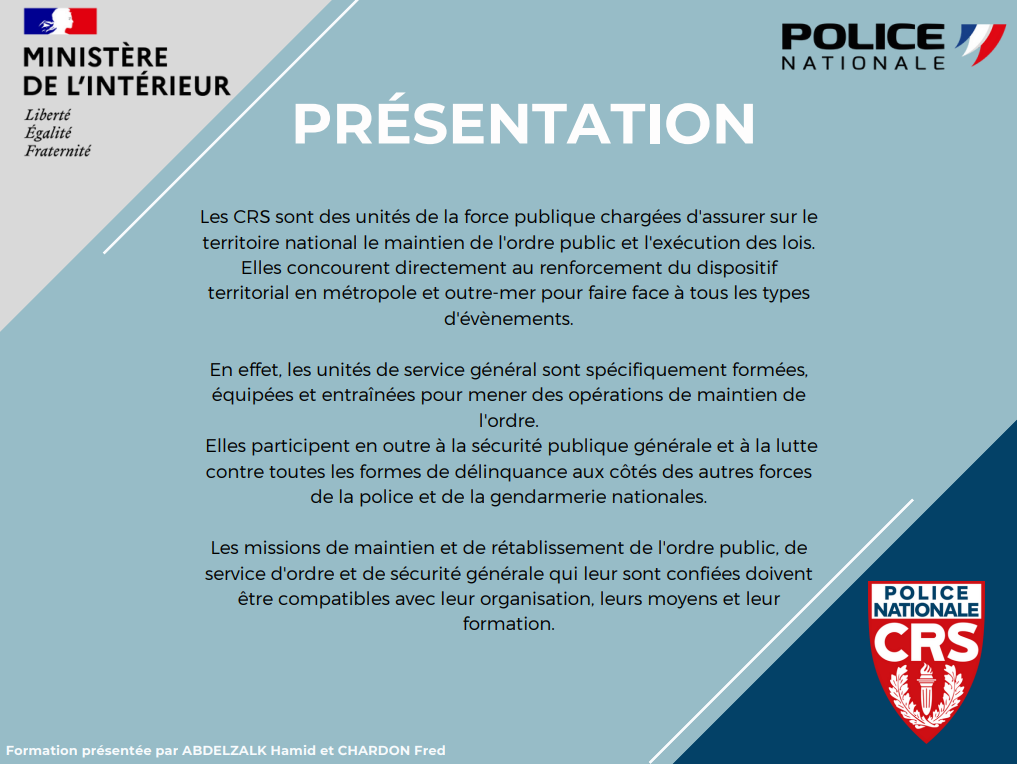 MINISTÈRE
DE L'INTÉRIEUR
Liberté
Égalité
Fraternité
POLICE
NATIONALE
PRÉSENTATION
Les CRS sont des unités de la force publique chargées d'assurer sur le
territoire national le maintien de l'ordre public et l'exécution des lois.
Elles concourent directement au renforcement du dispositif
territorial en métropole et outre-mer pour faire face à tous les types
d'évènements.
En effet, les unités de service général sont spécifiquement formées,
équipées et entraînées pour mener des opérations de maintien de
l'ordre.
Elles participent en outre à la sécurité publique générale et à la lutte
contre toutes les formes de délinquance aux côtés des autres forces
de la police et de la gendarmerie nationales.
Les missions de maintien et de rétablissement de l'ordre public, de
service d'ordre et de sécurité générale qui leur sont confiées doivent
être compatibles avec leur organisation, leurs moyens et leur
formation.
POLICE
NATIONALE
CRS
Formation présentée par ABDELZALK Hamid et CHARDON Fred